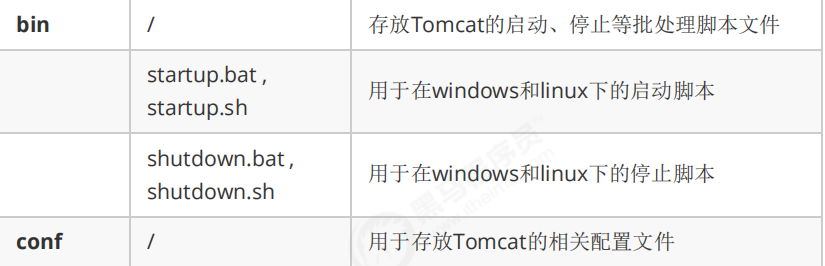 bin / 存放Tomcat的启动、停止等批处理脚本文件
startup.bat ,
startup.sh
用于在windows和linux下的启动脚本
shutdown.bat ,
shutdown.sh
用于在windows和linux下的停止脚本
conf / 用于存放Tomcat的相关配置文件